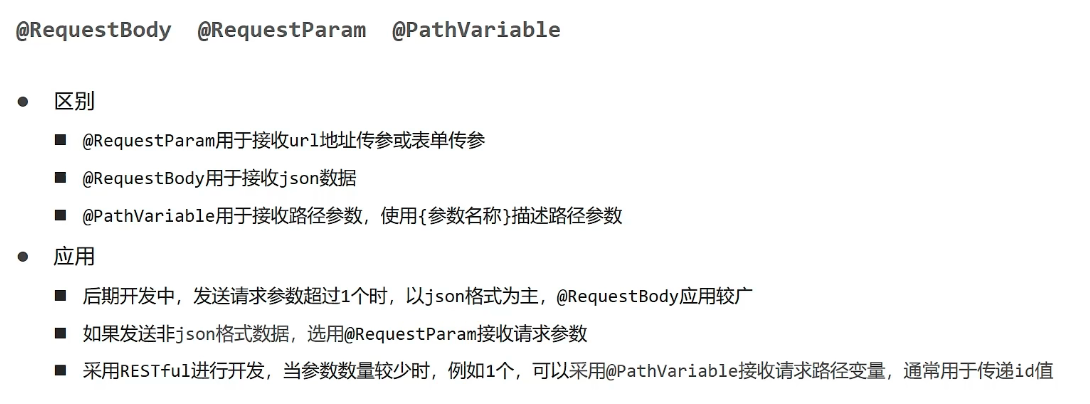 @RequestBody @RequestParam @PathVariable
● 区别
■ @RequestParam用于接收url地址传参或表单传参
■ @RequestBody用于接收json数据
■ @PathVariable用于接收路径参数，使用{参数名称}描述路径参数
● 应用
■ 后期开发中，发送请求参数超过1个时，以json格式为主，@RequestBody应用较广
■ 如果发送非json格式数据，选用@RequestParam接收请求参数
■ 采用RESTful进行开发，当参数数量较少时，例如1个，可以采用@PathVariable接收请求路径变量，通常用于传递id值